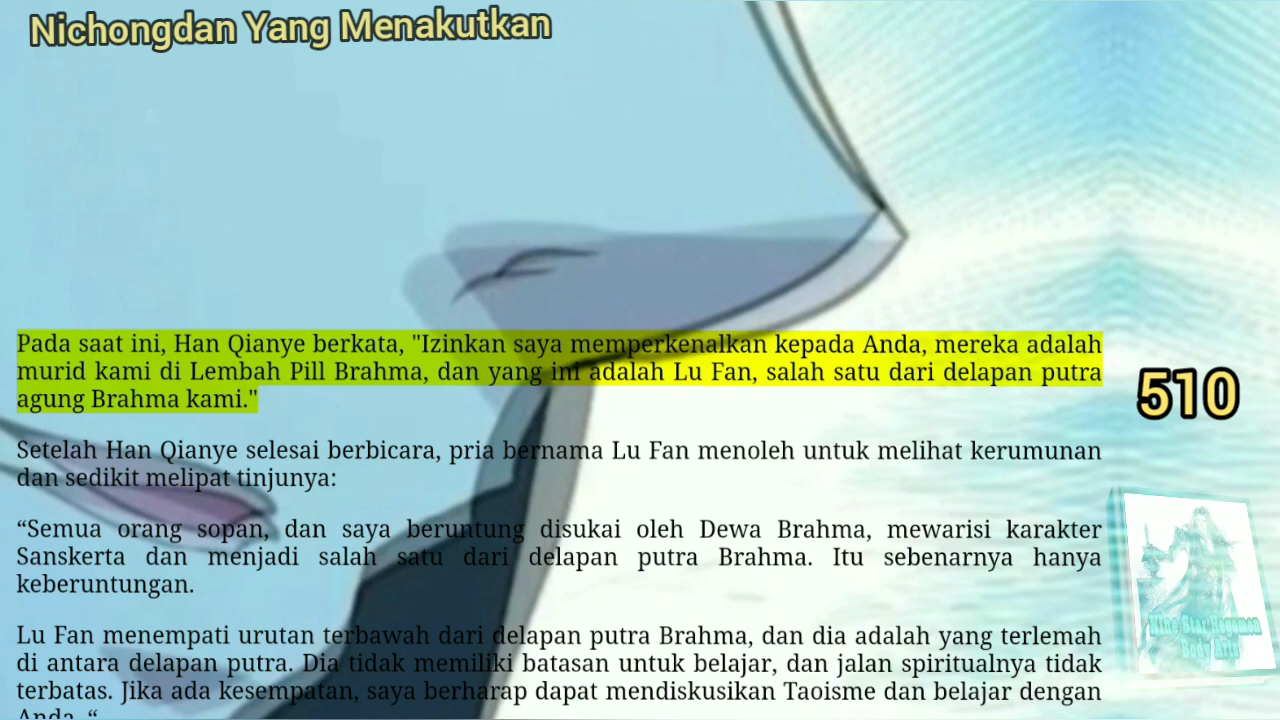 Nichongdan Yang Menakutkan
Pada saat ini, Han Qianye berkata, "Izinkan saya memperkenalkan kepada Anda, mereka adalah
murid kami di Lembah Pill Brahma, dan yang ini adalah Lu Fan, salah satu dari delapan putra
agung Brahma kami."
510
Setelah Han Qianye selesai berbicara, pria bernama Lu Fan menoleh untuk melihat kerumunan
dan sedikit melipat tinjunya:
“Semua orang sopan, dan saya beruntung disukai oleh Dewa Brahma, mewarisi karakter
Sanskerta dan menjadi salah satu dari delapan putra Brahma. Itu sebenarnya hanya
keberuntungan.
Lu Fan menempati urutan terbawah dari delapan putra Brahma, dan dia adalah yang terlemah
di antara delapan putra. Dia tidak memiliki batasan untuk belajar, dan jalan spiritualnya tidak
terbatas. Jika ada kesempatan, saya berharap dapat mendiskusikan Taoisme dan belajar dengan
Anda. “
Nine Star Hegemon
Body Arts